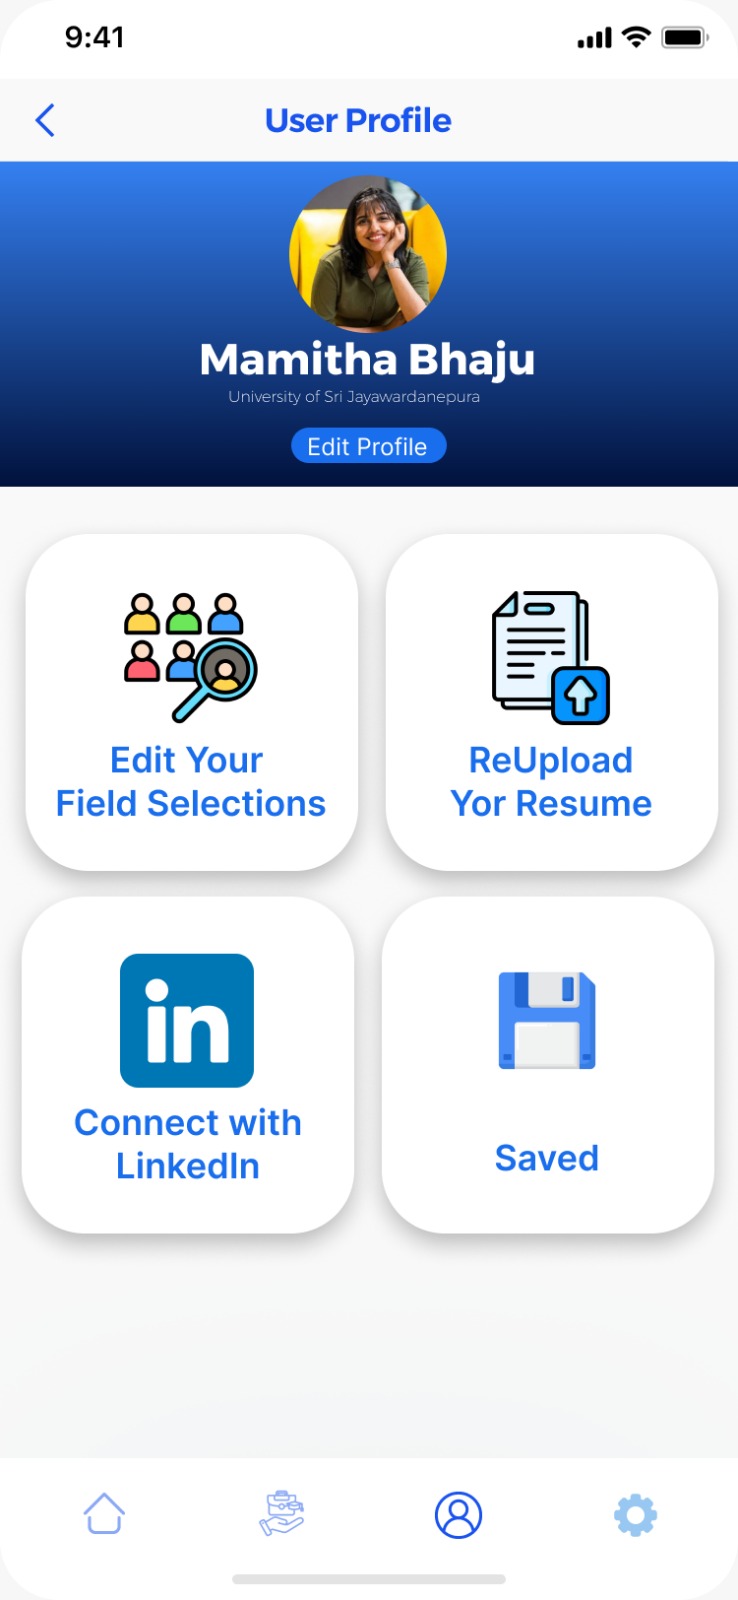 9:41
User Profile
Mamitha Bhaju
University of Sri Jayawardanepura
Edit Profile
Edit Your
Field Selections
ReUpload
Yor Resume
in
Connect with
LinkedIn
Saved